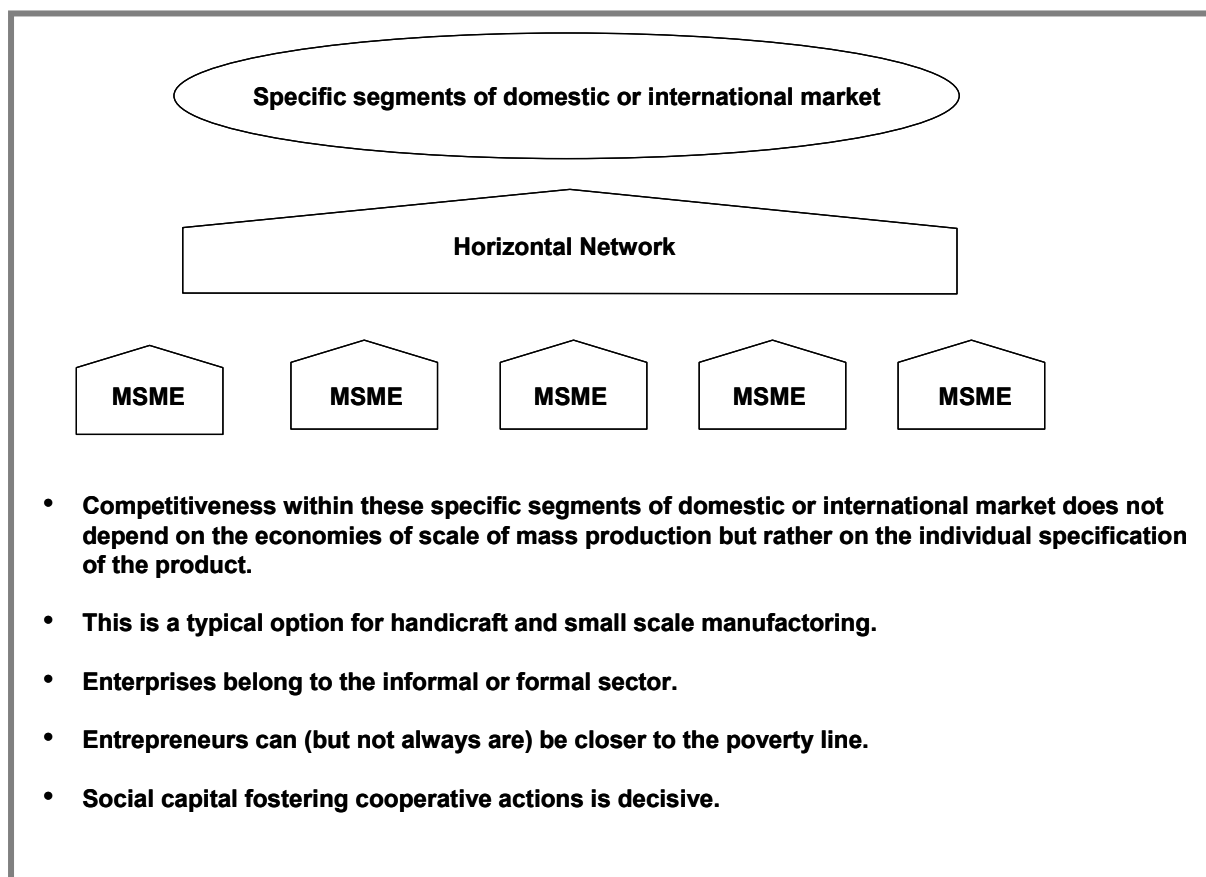 Specific segments of domestic or international market
Horizontal Network
MSME MSME MSME MSME MSME
• Competitiveness within these specific segments of domestic or international market does not
depend on the economies of scale of mass production but rather on the individual specification
of the product.
• This is a typical option for handicraft and small scale manufactoring.
• Enterprises belong to the informal or formal sector.
• Entrepreneurs can (but not always are) be closer to the poverty line.
• Social capital fostering cooperative actions is decisive.